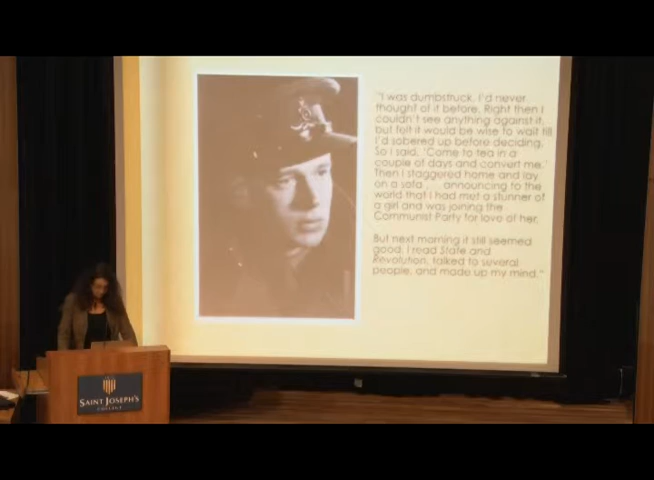 "I was dumbstruck. I'd never
thought of it before. Right then I
couldn't see anything against it,
but felt it would be wise to wait till
I'd sobered up before deciding.
So I said, 'Come to tea in a
couple of days and convert me.'
Then I staggered home and lay
on a sofa . . . announcing to the
world that I had met a stunner of
a girl and was joining the
Communist Party for love of her.
But next morning it still seemed
good. I read State and
Revolution, talked to several
people, and made up my mind."
SAINT JOSEPH'S
COLLEGE